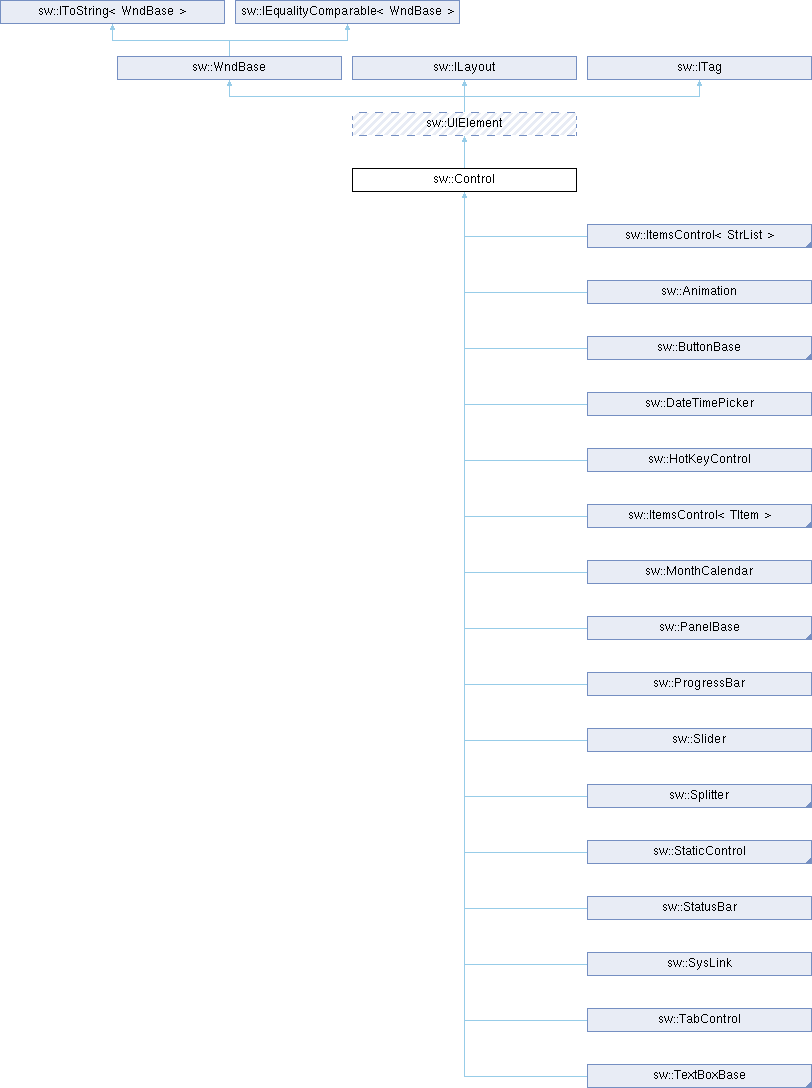 sw::IToString< WndBase >
sw::IEqualityComparable< WndBase >
sw::WndBase
sw::ILayout
sw::ITag
sw::UIElement
sw::Control
sw::ItemsControl< StrList >
sw::Animation
sw::ButtonBase
sw::DateTimePicker
sw::HotKeyControl
sw::ItemsControl< TItem >
sw::MonthCalendar
sw::PanelBase
sw::ProgressBar
sw::Slider
sw::Splitter
sw::StaticControl
sw::StatusBar
sw::SysLink
sw::TabControl
sw::TextBoxBase